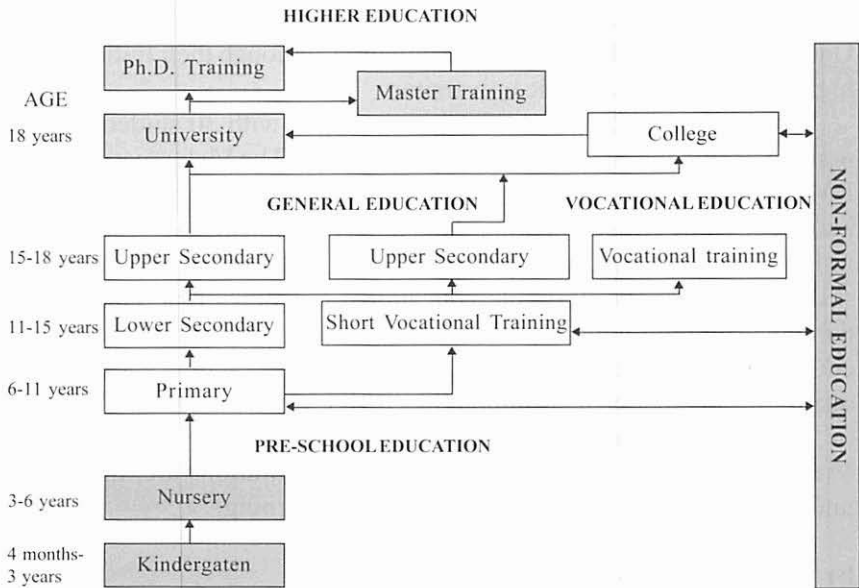 HIGHER EDUCATION
Ph.D. Training
Master Training
AGE
18 years
University
College
GENERAL EDUCATION
VOCATIONAL EDUCATION
15-18 years
Upper Secondary
Upper Secondary
Vocational training
11-15 years
Lower Secondary
Short Vocational Training
6-11 years
Primary
PRE-SCHOOL EDUCATION
3-6 years
Nursery
4 months-
3 years
Kindergaten
NON-FORMAL EDUCATION